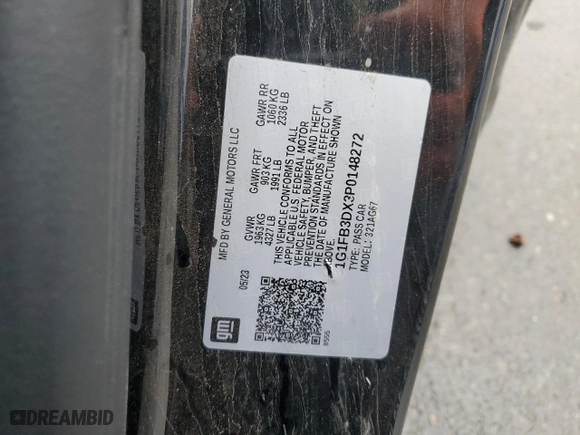 MFD BY GENERAL MOTORS LLC
05/23
GVWR
1963 KG
4327 LB
GAWR FRT
903 KG
1991 LB
GAWR RR
1060 KG
2336 LB
THIS VEHICLE CONFORMS TO ALL
APPLICABLE U.S. FEDERAL MOTOR
VEHICLE SAFETY, BUMPER, AND THEFT
PREVENTION STANDARDS IN EFFECT ON
THE DATE OF MANUFACTURE SHOWN
ABOVE.
1G1FB3DX3P0148272
TYPE: PASS CAR
MODEL: 321AG67
gm
DREAMBID